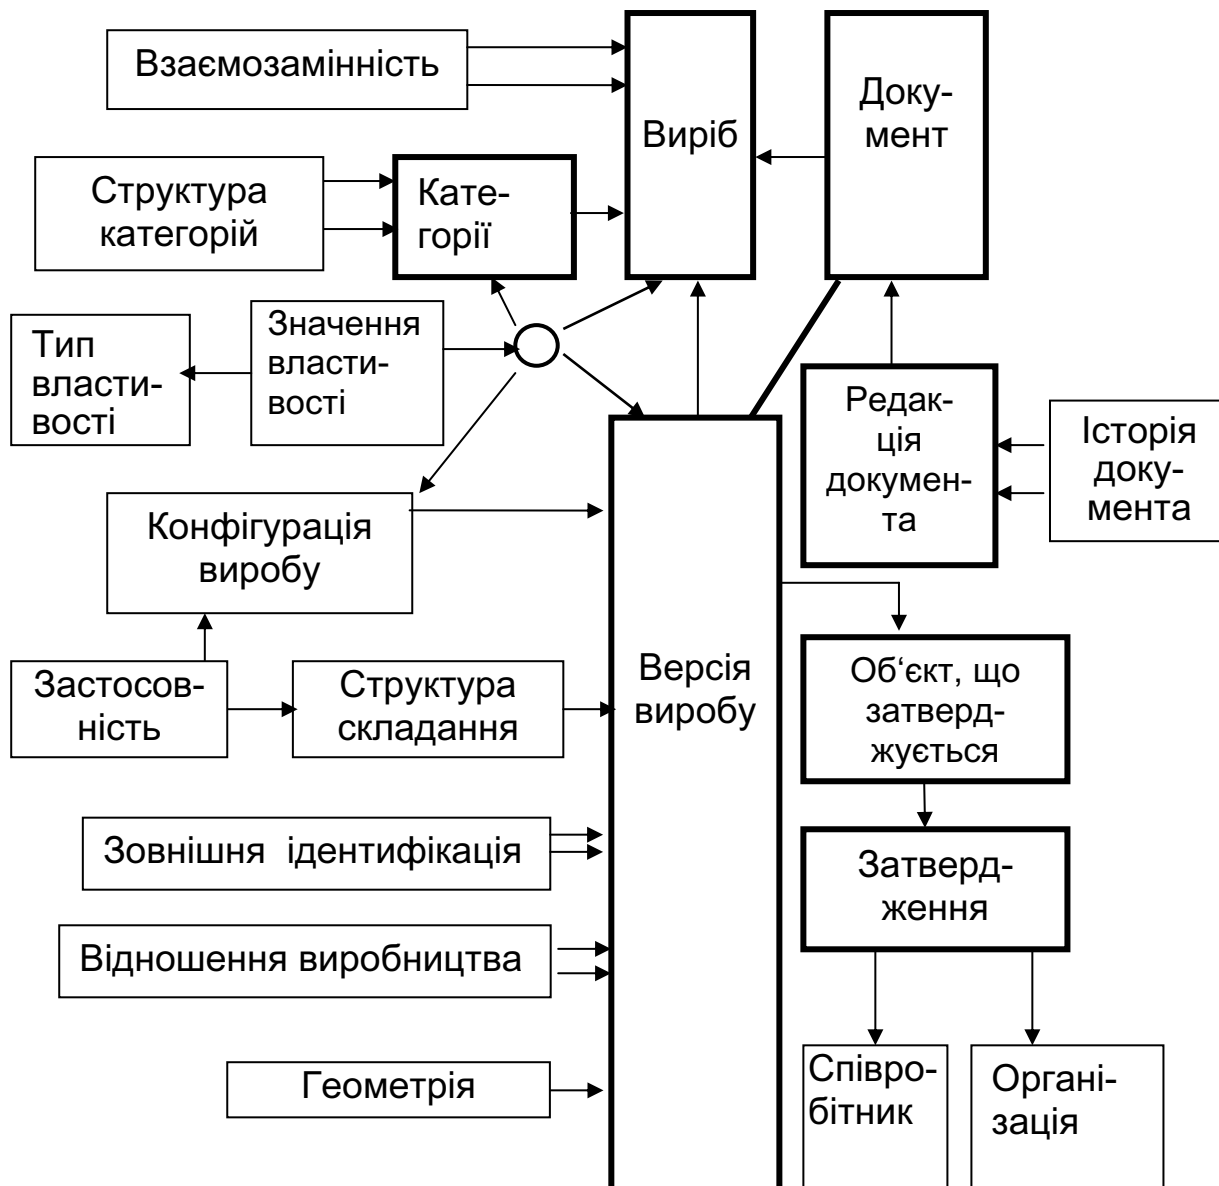 Взаємозамінність
Виріб
Доку-
мент
Структура
категорій
Кате-
горії
Тип
власти-
вості
Значення
власти-
вості
Редак-
ція
докумен-
та
Історія
доку-
мента
Конфігурація
виробу
Застосов-
ність
Структура
складання
Версія
виробу
Об‘єкт, що
затверд-
жується
Зовнішня ідентифікація
Затверд-
ження
Відношення виробництва
Геометрія
Співро-
бітник
Органі-
зація